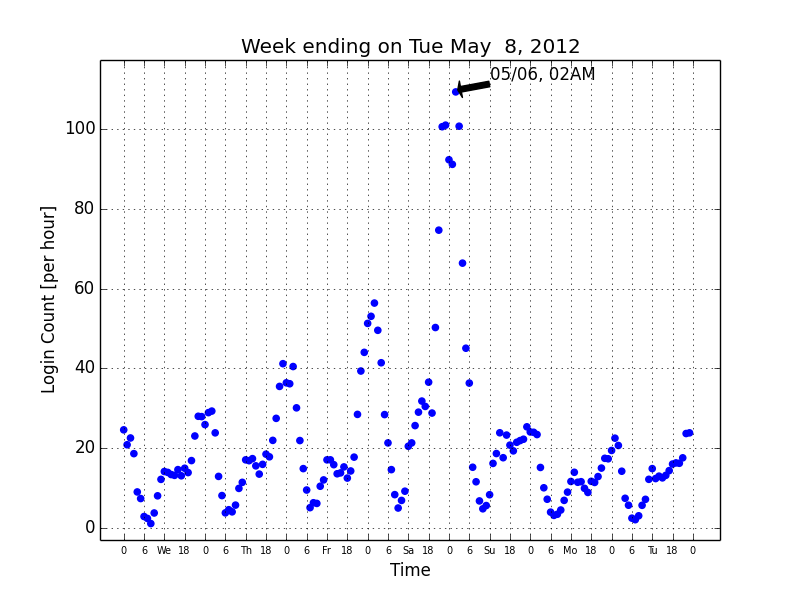 Week ending on Tue May  8, 2012
05/06, 02AM
100
80
60
40
20
0
Login Count [per hour]
0 6 We 18 0 6 Th 18 0 6 Fr 18 0 6 Sa 18 0 6 Su 18 0 6 Mo 18 0 6 Tu 18 0
Time